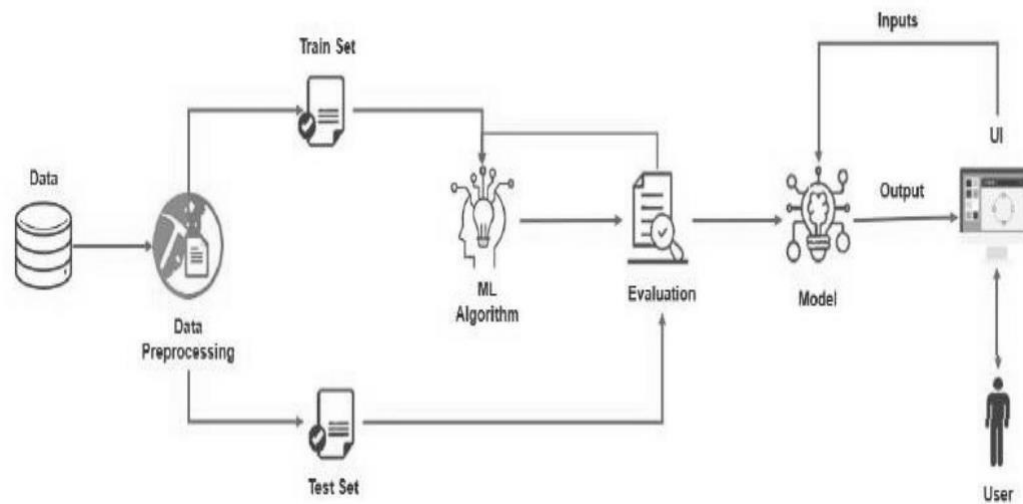 Inputs
Train Set
UI
Data
Output
ML
Algorithm
Evaluation
Model
Data
Preprocessing
Test Set
User